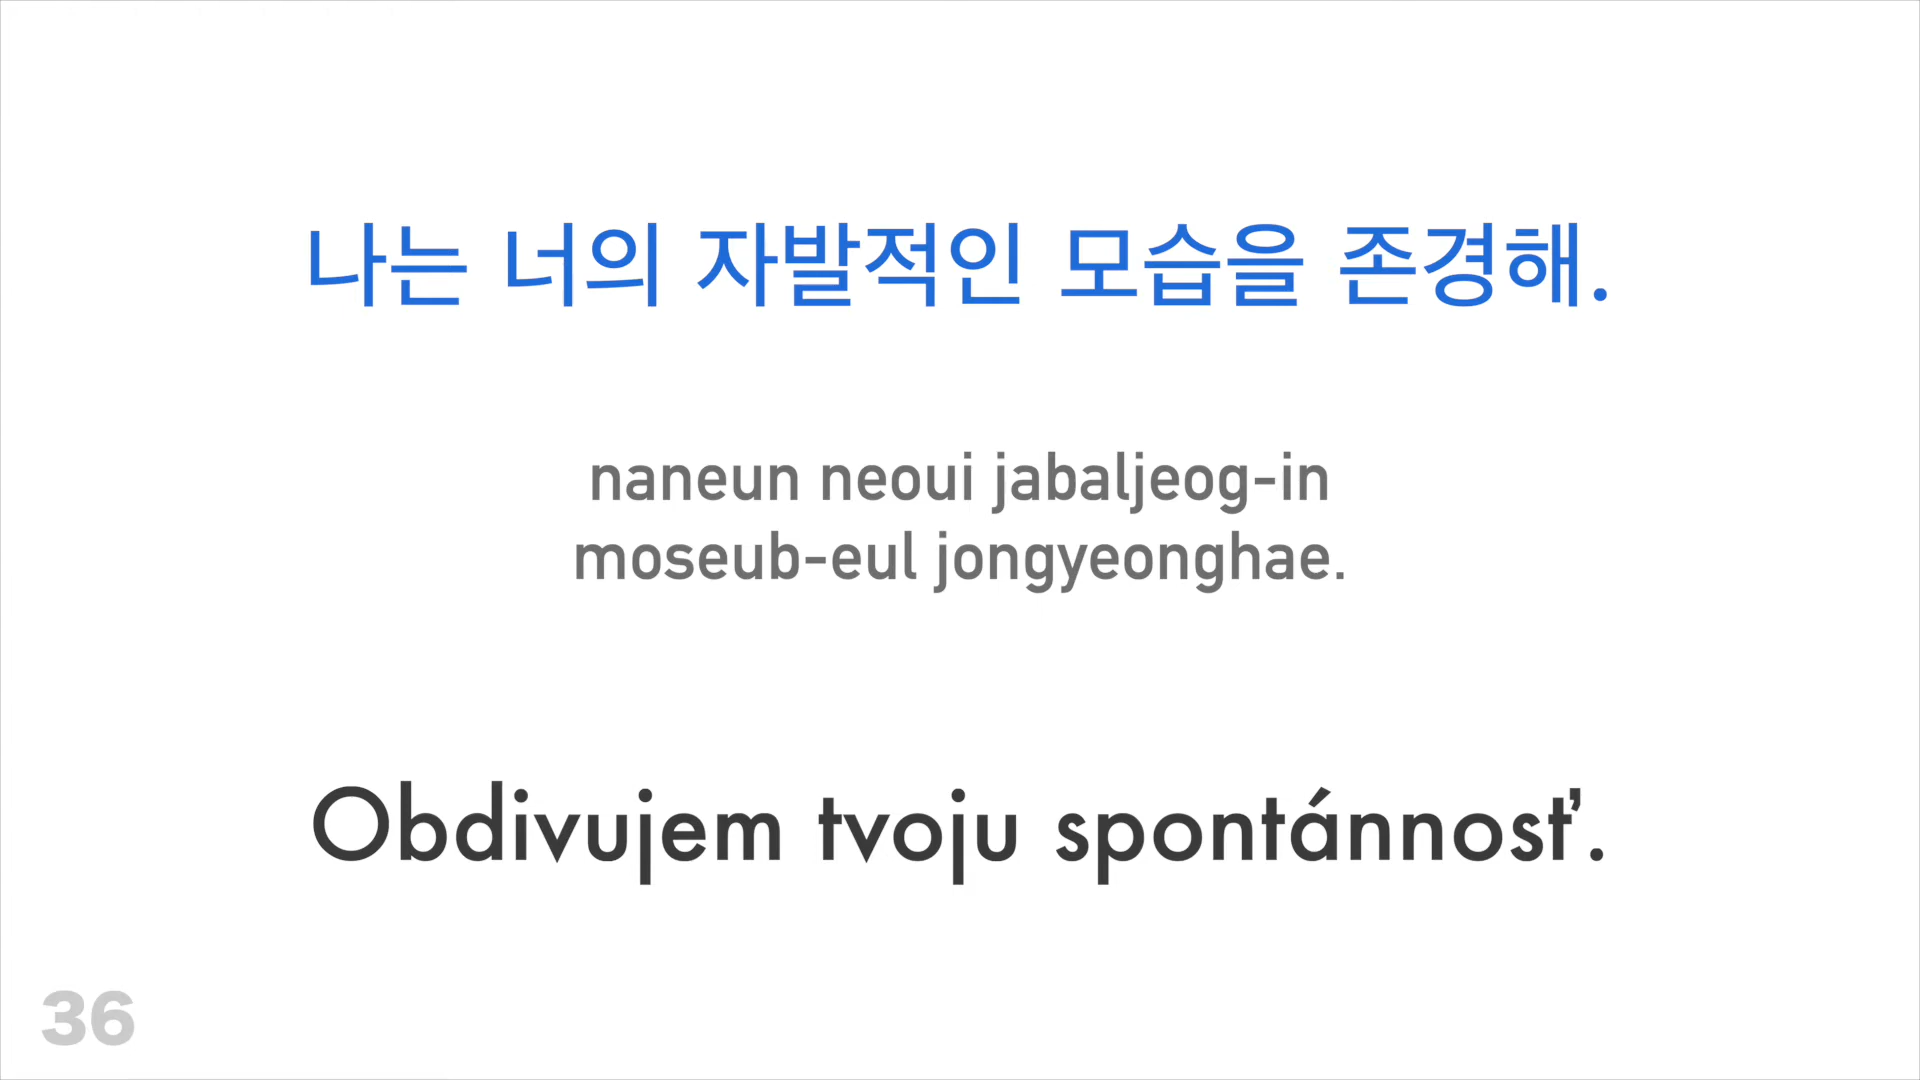 나는 너의 자발적인 모습을 존경해.
naneun neoui jabaljeog-in
moseub-eul jongyeonghae.
Obdivujem tvoju spontánnosť.
36